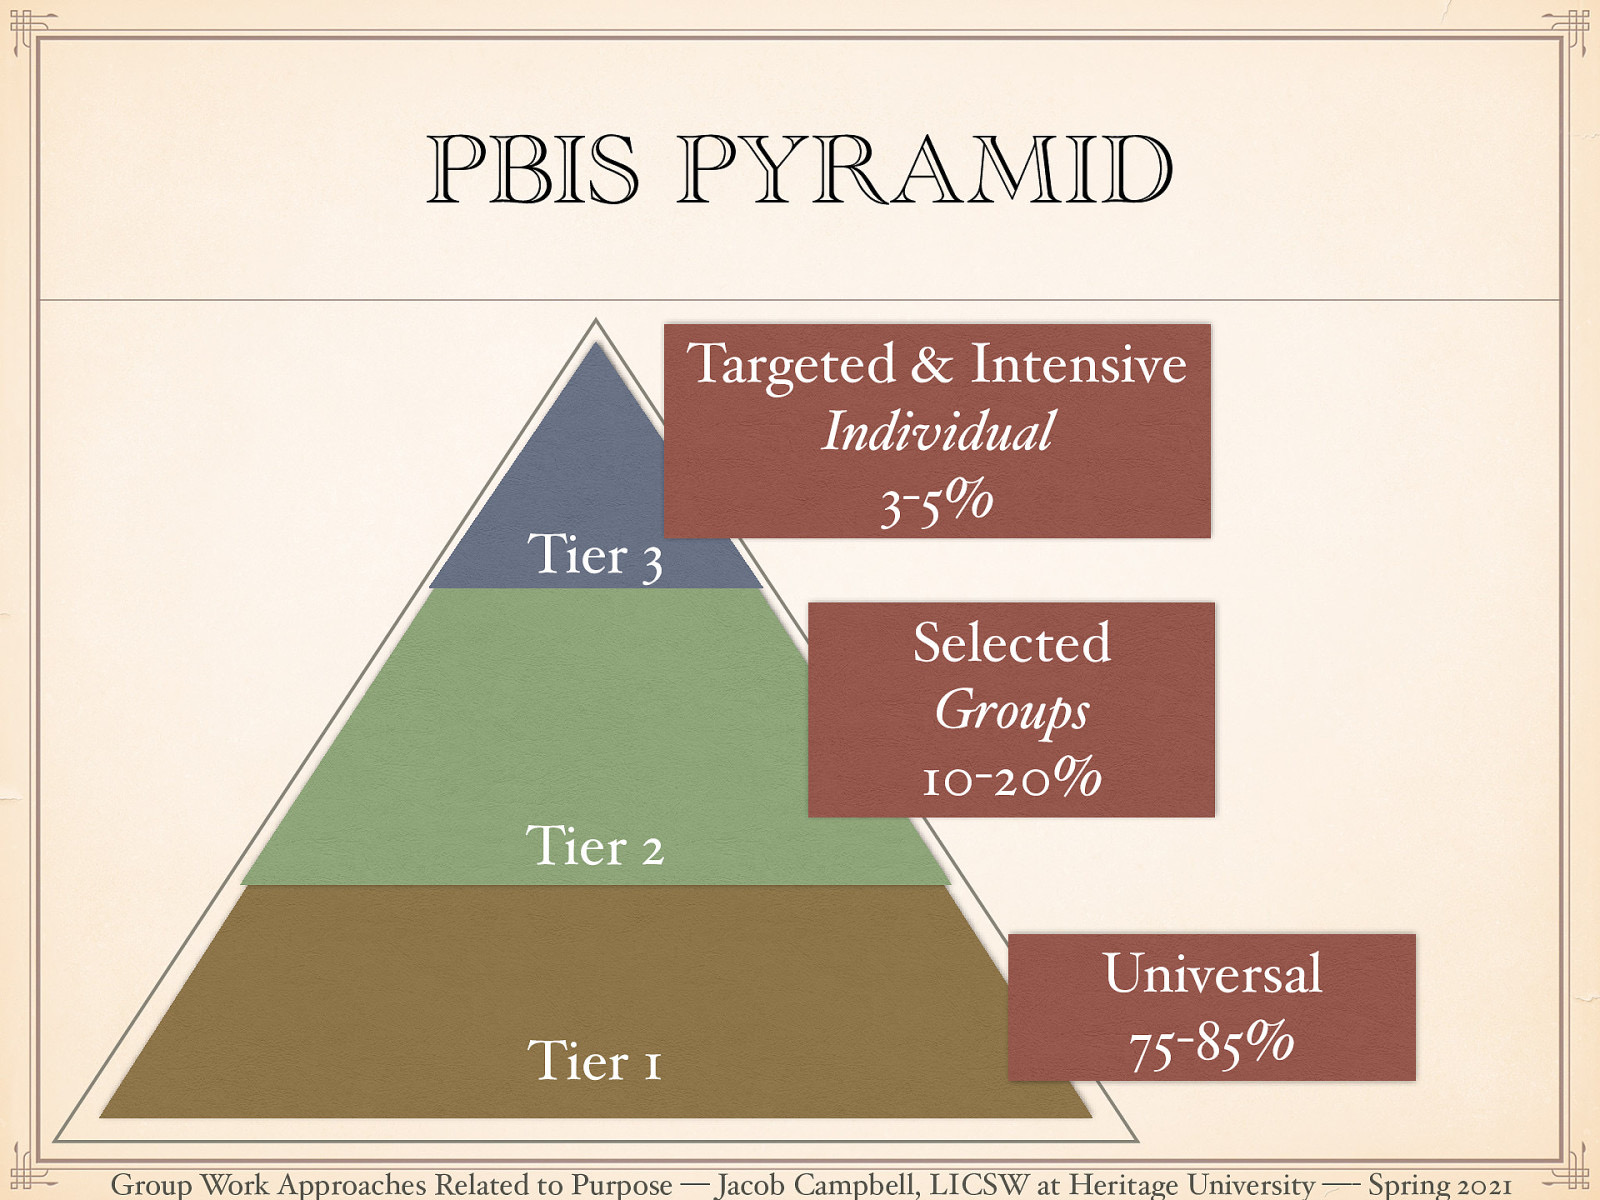 PBIS PYRAMID
Targeted & Intensive
Individual
3-5%
Tier 3
Selected
Groups
10-20%
Tier 2
Universal
75-85%
Tier 1
Group Work Approaches Related to Purpose — Jacob Campbell, LICSW at Heritage University —- Spring 2021